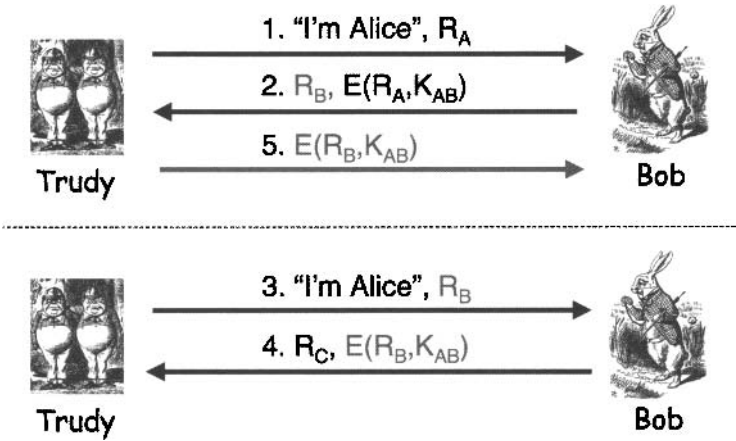 1. “I’m Alice”, R_A
2. R_B, E(R_A,K_AB)
5. E(R_B,K_AB)
Trudy
Bob
3. “I’m Alice”, R_B
4. R_C, E(R_B,K_AB)
Trudy
Bob